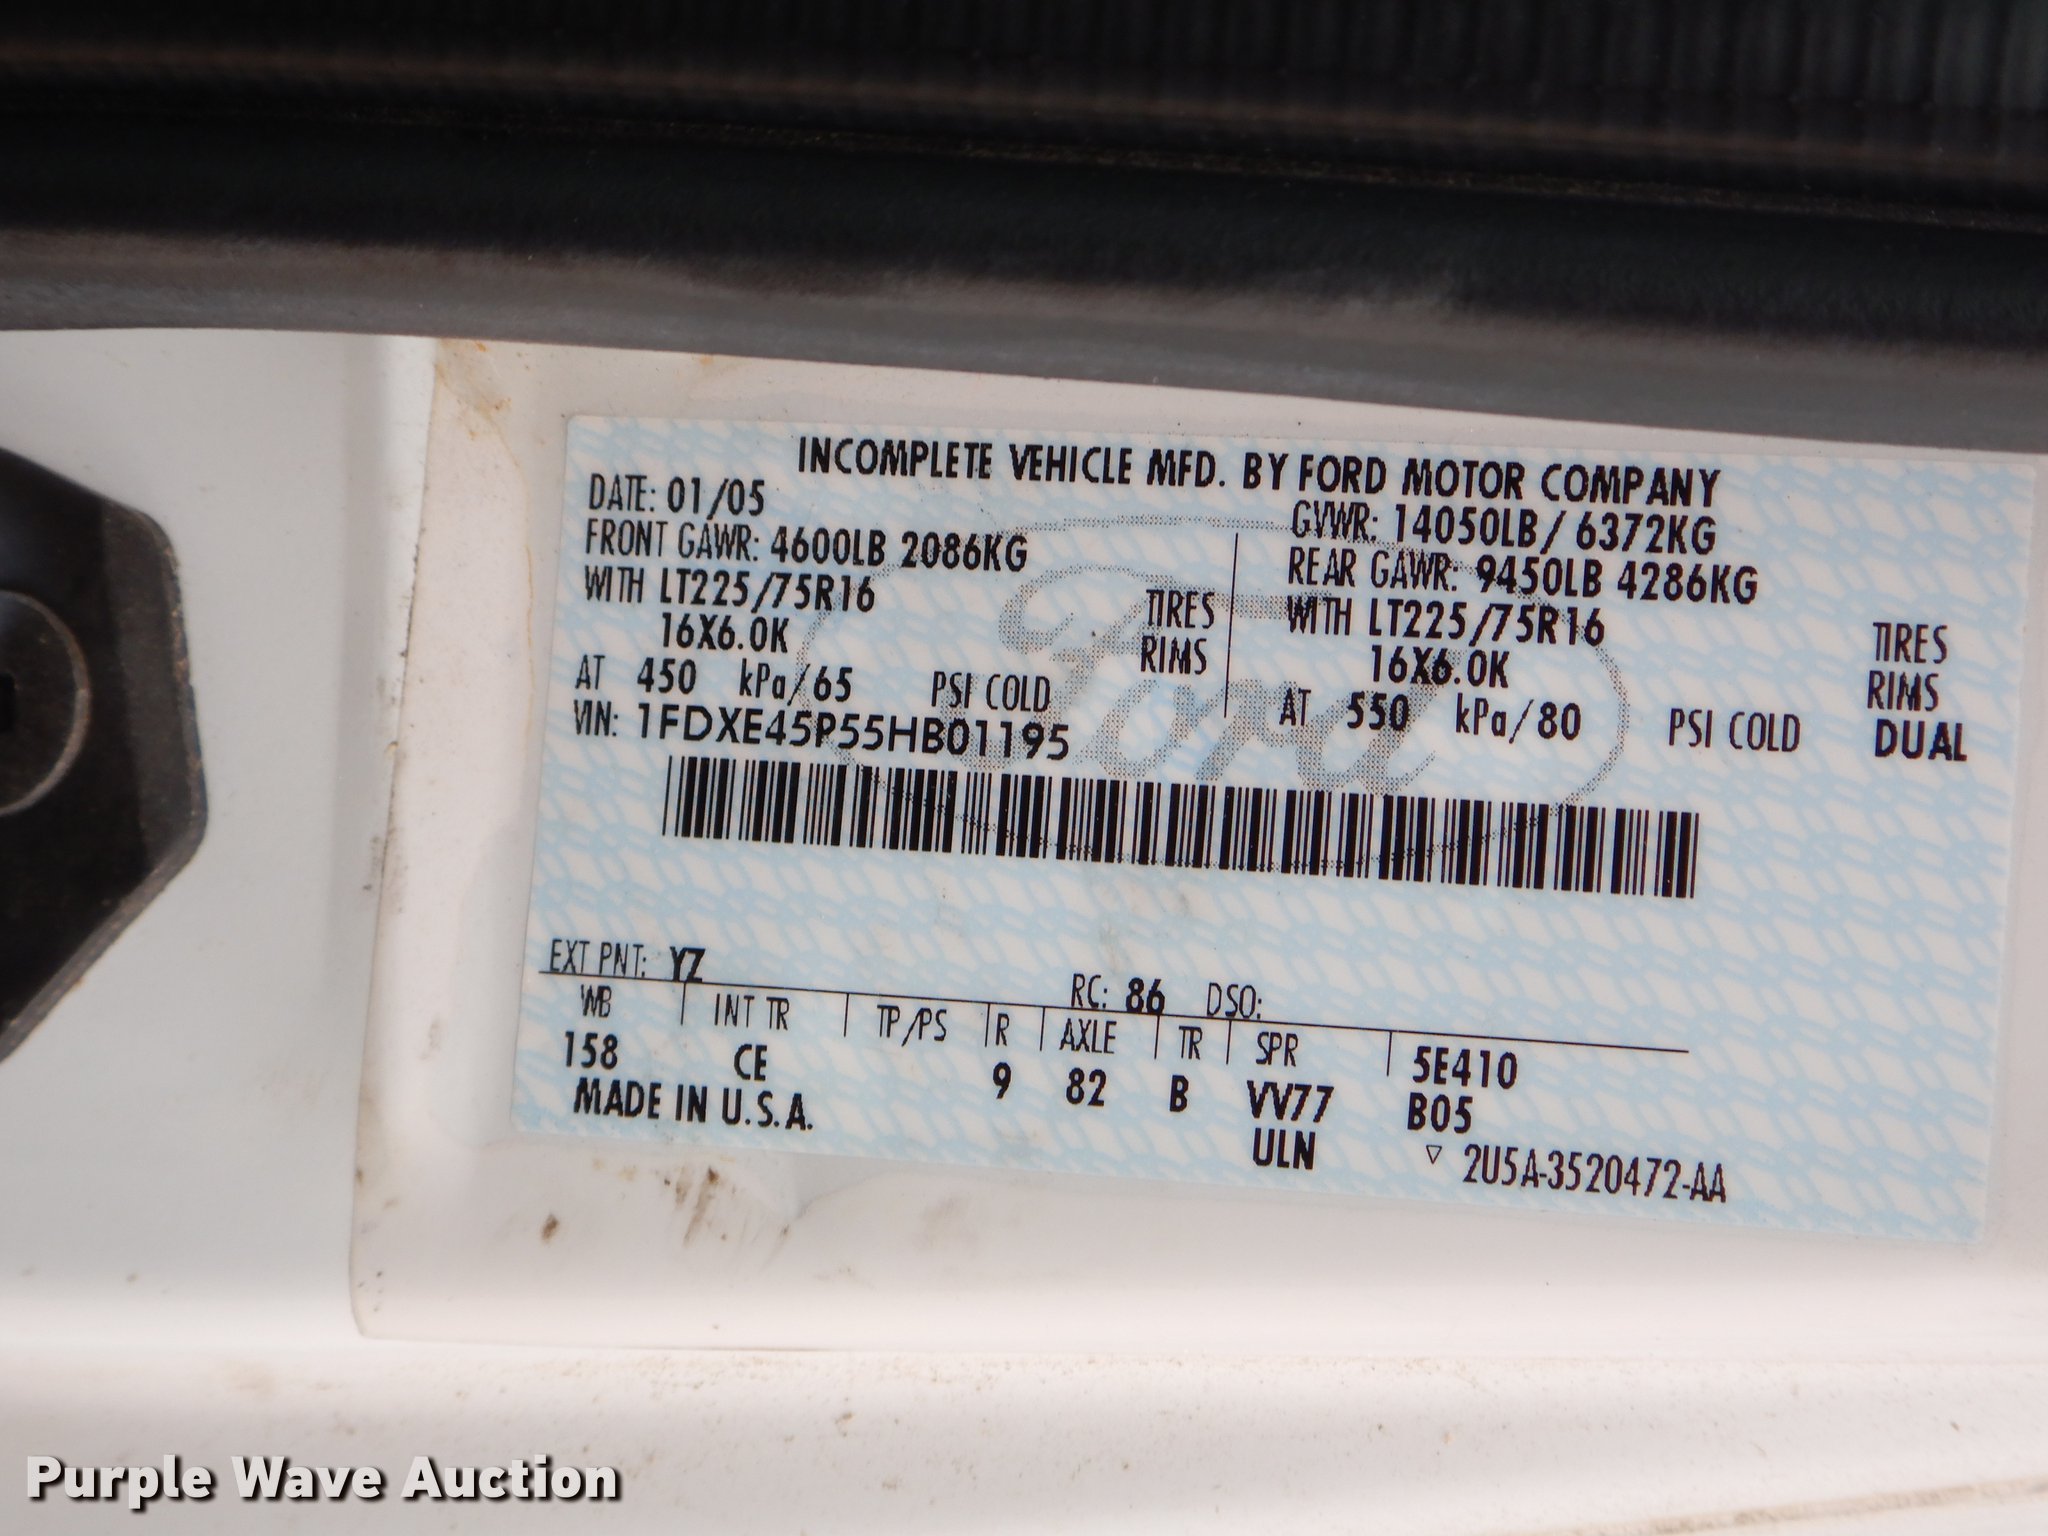 INCOMPLETE VEHICLE MFD. BY FORD MOTOR COMPANY
DATE: 01/05 GVWR: 14050LB/ 6372KG
FRONT GAWR: 4600LB 2086KG REAR GAWR: 9450LB 4286KG
WITH LT225/75R16 TIRES WITH LT225/75R16 TIRES
16X6.0K RIMS 16X6.0K RIMS
AT 450 kPa/65 PSI COLD AT 550 kPa/80 PSI COLD DUAL
VIN: 1FDXE45P55HB01195
Ford
EXT PNT: YZ RC: 86 DSO:
WB INT TR TP/PS R AXLE TR SPR 5E410
158 CE 9 82 B VV77 B05
MADE IN U.S.A. ULN ▽ 2U5A-3520472-AA
Purple Wave Auction